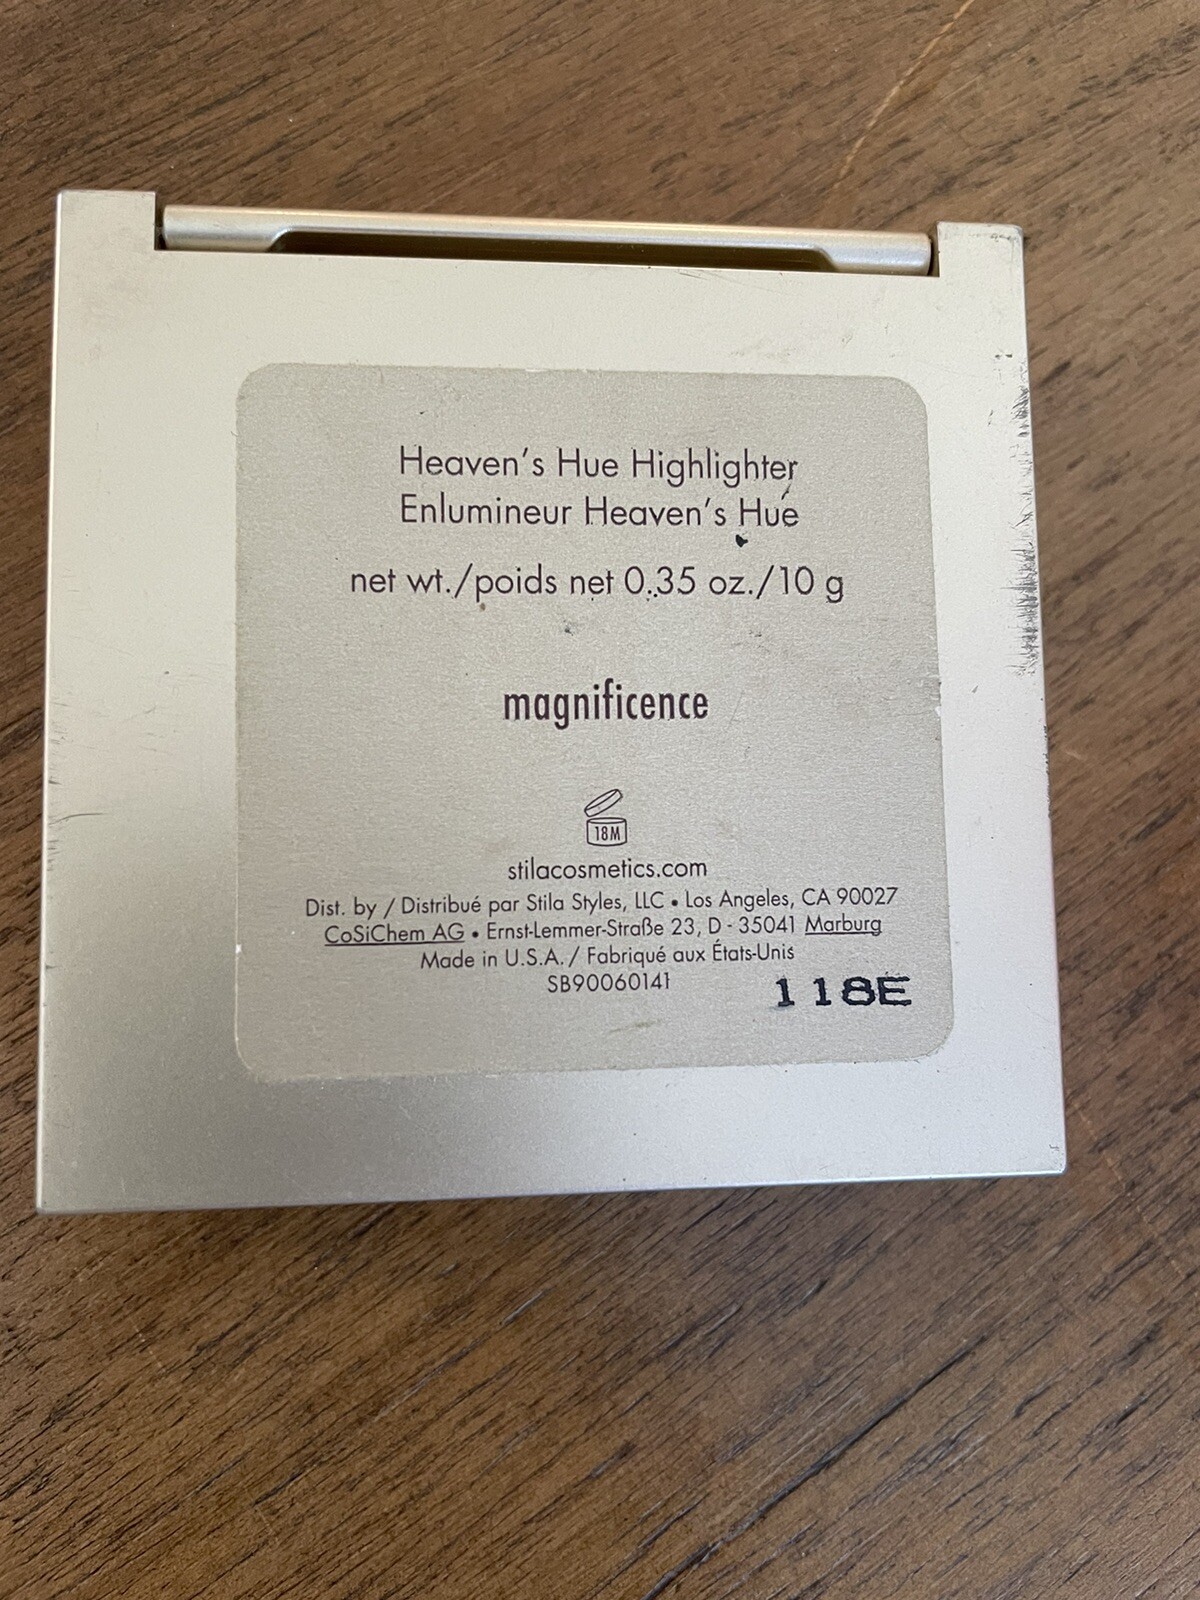 Heaven's Hue Highlighter
Enlumineur Heaven's Hue
net wt./poids net 0.35 oz./10 g
magnificence
18M
stilacosmetics.com
Dist. by / Distribué par Stila Styles, LLC • Los Angeles, CA 90027
CoSiChem AG • Ernst-Lemmer-Straße 23, D - 35041 Marburg
Made in U.S.A. / Fabriqué aux États-Unis
SB90060141
118E